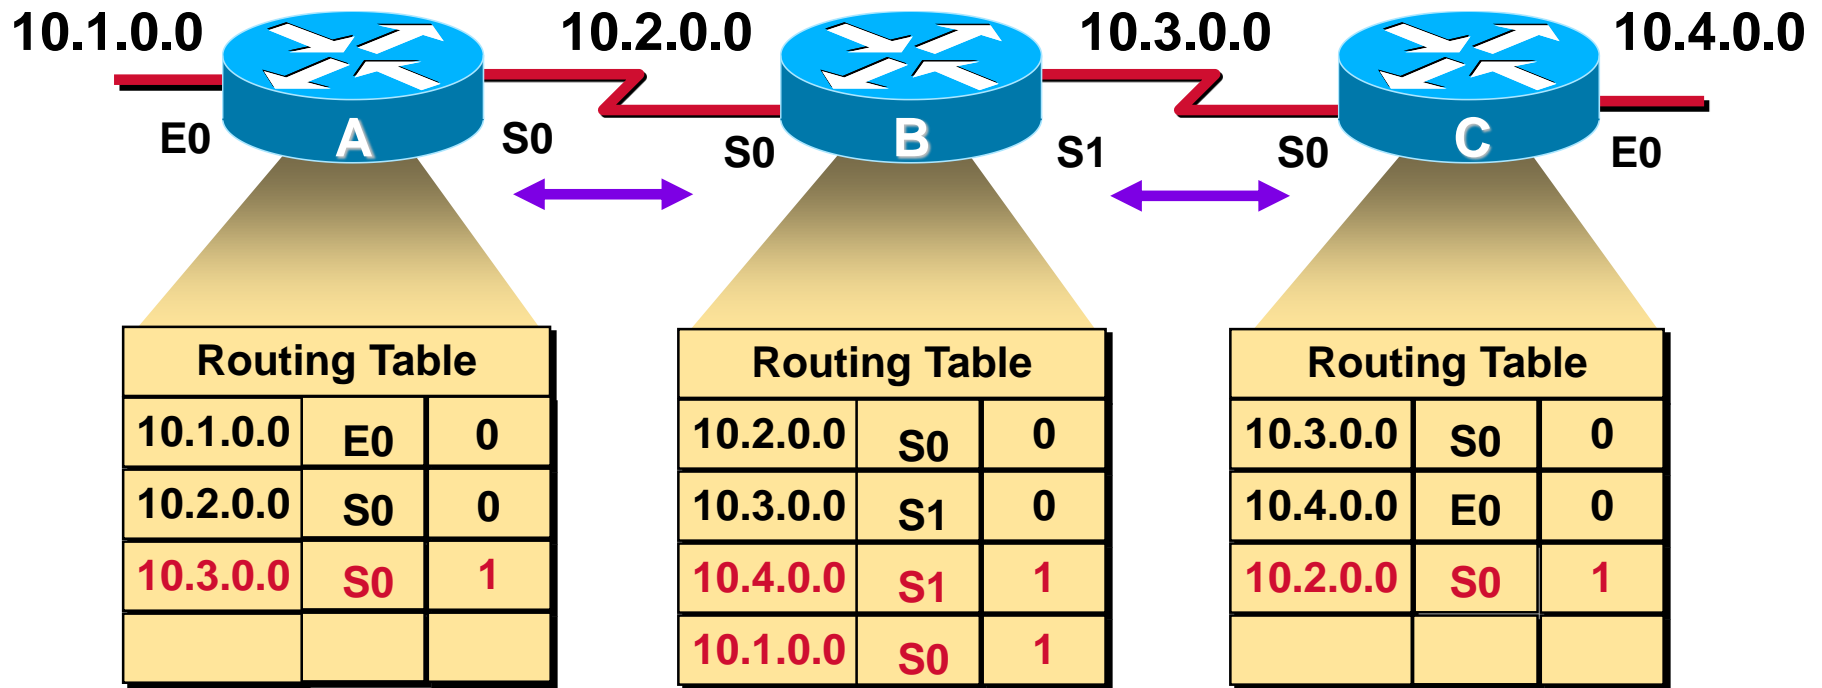 10.1.0.0 10.2.0.0 10.3.0.0 10.4.0.0
E0 A S0 S0 B S1 S0 C E0
Routing Table
10.1.0.0 E0 0
10.2.0.0 S0 0
10.3.0.0 S0 1
Routing Table
10.2.0.0 S0 0
10.3.0.0 S1 0
10.4.0.0 S1 1
10.1.0.0 S0 1
Routing Table
10.3.0.0 S0 0
10.4.0.0 E0 0
10.2.0.0 S0 1